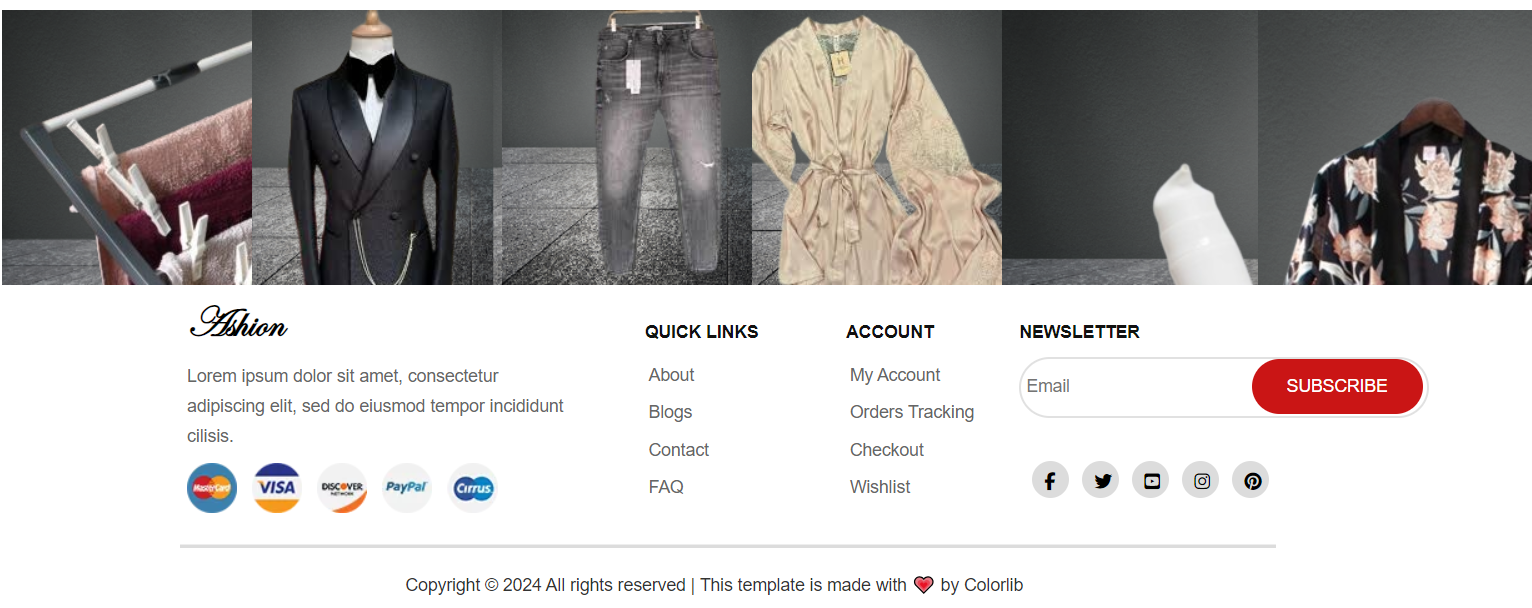 Ashion
Lorem ipsum dolor sit amet, consectetur
adipiscing elit, sed do eiusmod tempor incididunt
cilisis.
MasterCard
VISA
DISCOVER
NETWORK
PayPal
Cirrus
QUICK LINKS
About
Blogs
Contact
FAQ
ACCOUNT
My Account
Orders Tracking
Checkout
Wishlist
NEWSLETTER
Email
SUBSCRIBE
Copyright © 2024 All rights reserved | This template is made with by Colorlib